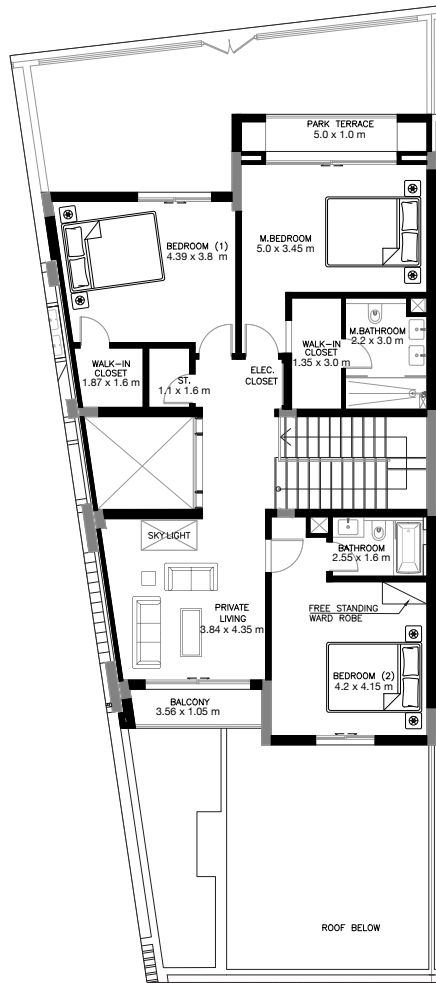 PARK TERRACE
5.0 x 1.0 m
BEDROOM (1)
4.39 x 3.8 m
M.BEDROOM
5.0 x 3.45 m
M.BATHROOM
2.2 x 3.0 m
WALK-IN
CLOSET
1.35 x 3.0 m
WALK-IN
CLOSET
1.87 x 1.6 m
ST.
1.1 x 1.6 m
ELEC.
CLOSET
SKY LIGHT
BATHROOM
2.55 x 1.6 m
PRIVATE
LIVING
3.84 x 4.35 m
FREE STANDING
WARD ROBE
BEDROOM (2)
4.2 x 4.15 m
BALCONY
3.56 x 1.05 m
ROOF BELOW